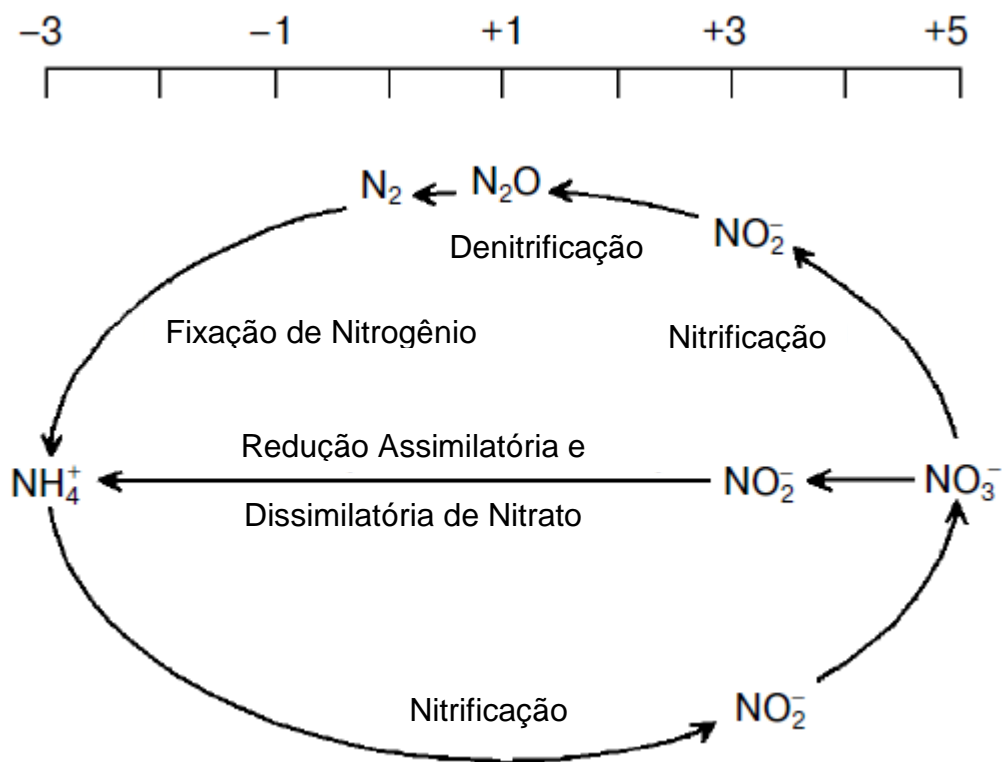 −3 −1 +1 +3 +5
N₂ N₂O NO₂⁻
Denitrificação
Fixação de Nitrogênio Nitrificação
Redução Assimilatória e
NH₄⁺ NO₂⁻ NO₃⁻
Dissimilatória de Nitrato
Nitrificação NO₂⁻